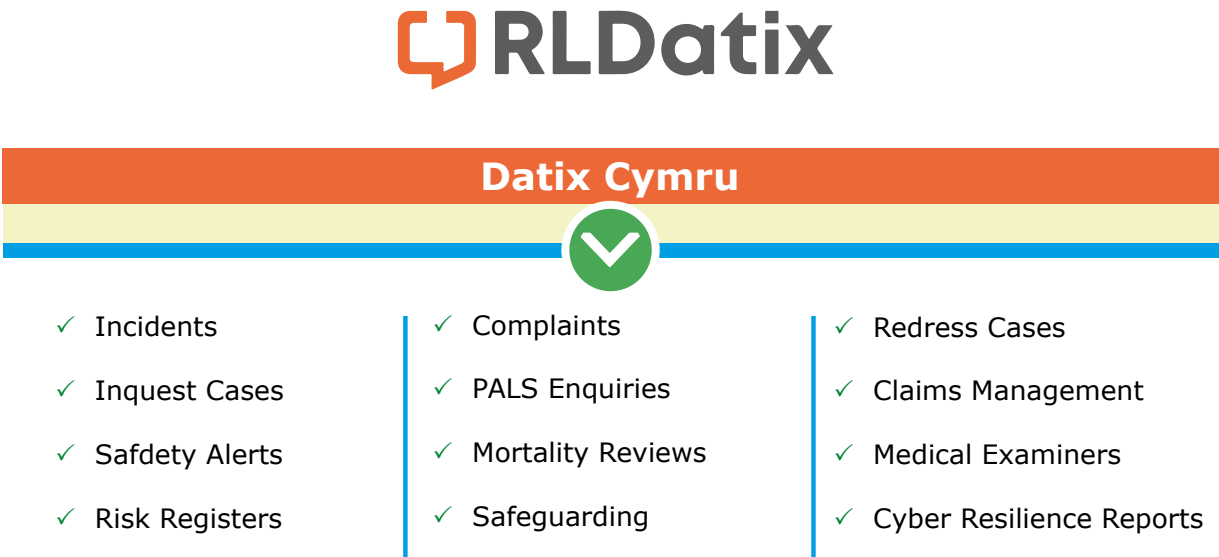 RLDatix
Datix Cymru
Incidents
Inquest Cases
Safdety Alerts
Risk Registers
Complaints
PALS Enquiries
Mortality Reviews
Safeguarding
Redress Cases
Claims Management
Medical Examiners
Cyber Resilience Reports